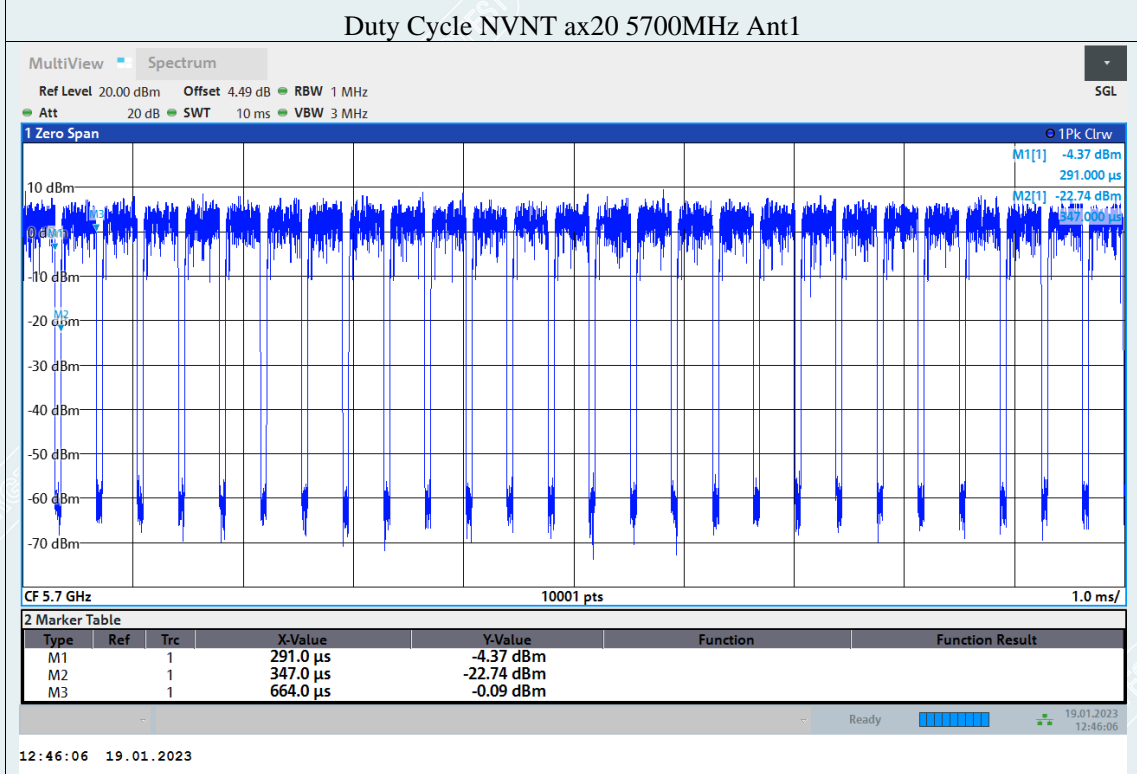 Duty Cycle NVNT ax20 5700MHz Ant1
MultiView Spectrum
Ref Level 20.00 dBm Offset 4.49 dB RBW 1 MHz SGL
Att 20 dB SWT 10 ms VBW 3 MHz
1 Zero Span 1Pk Clrw
M1[1] -4.37 dBm
291.000 µs
M2[1] -22.74 dBm
347.000 µs
10 dBm
M3
M1
-10 dBm
M2
-20 dBm
-30 dBm
-40 dBm
-50 dBm
-60 dBm
-70 dBm
CF 5.7 GHz 10001 pts 1.0 ms/
2 Marker Table
Type Ref Trc X-Value Y-Value Function Function Result
M1 1 291.0 µs -4.37 dBm
M2 1 347.0 µs -22.74 dBm
M3 1 664.0 µs -0.09 dBm
Ready 19.01.2023
12:46:06
12:46:06 19.01.2023